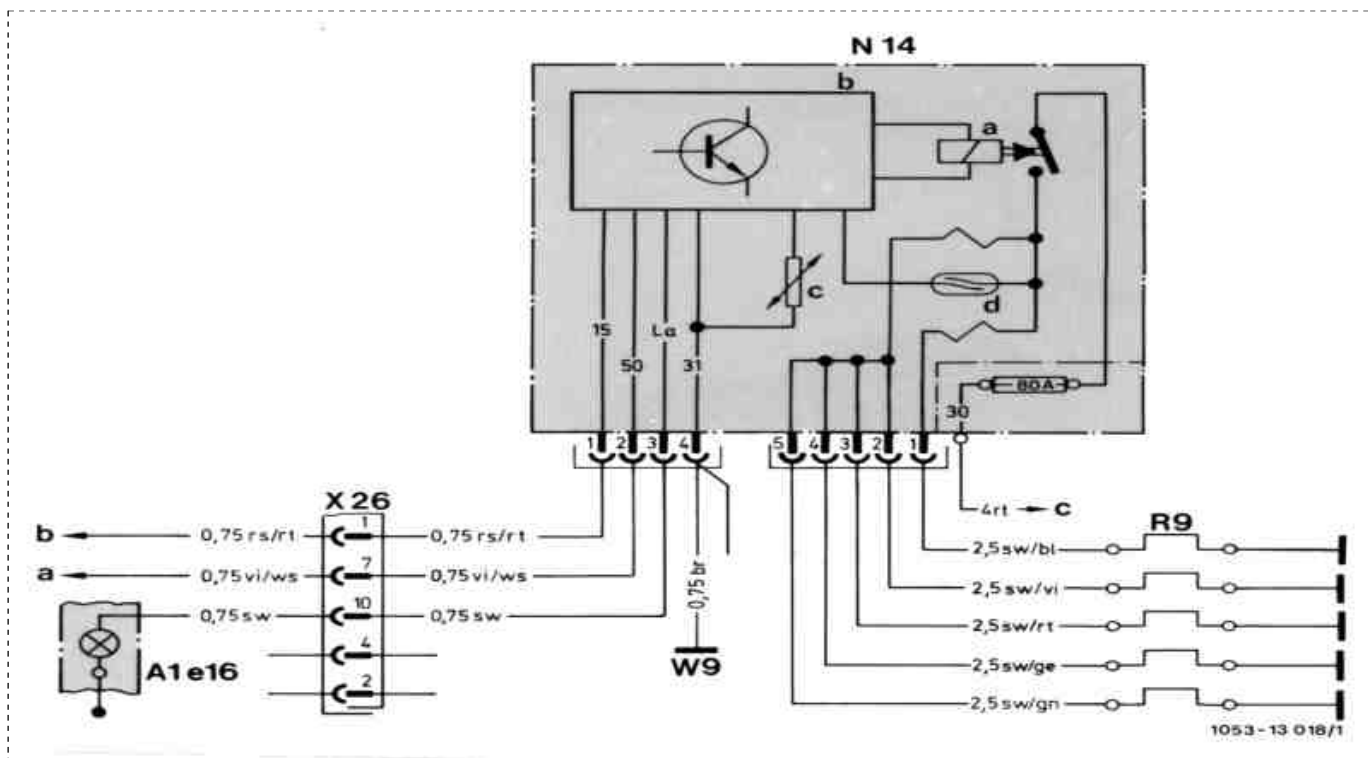 N 14
b
a
c
d
15
50
La
31
80A
30
1 2 3 4
5 4 3 2 1
X 26
b 0,75 rs/rt 1 0,75 rs/rt
a 0,75 vi/ws 7 0,75 vi/ws
0,75 sw 10 0,75 sw
4
2
A1e16
0,75 br
W9
4rt c
R9
2,5 sw/bl
2,5 sw/vi
2,5 sw/rt
2,5 sw/ge
2,5 sw/gn
1053-13 018/1